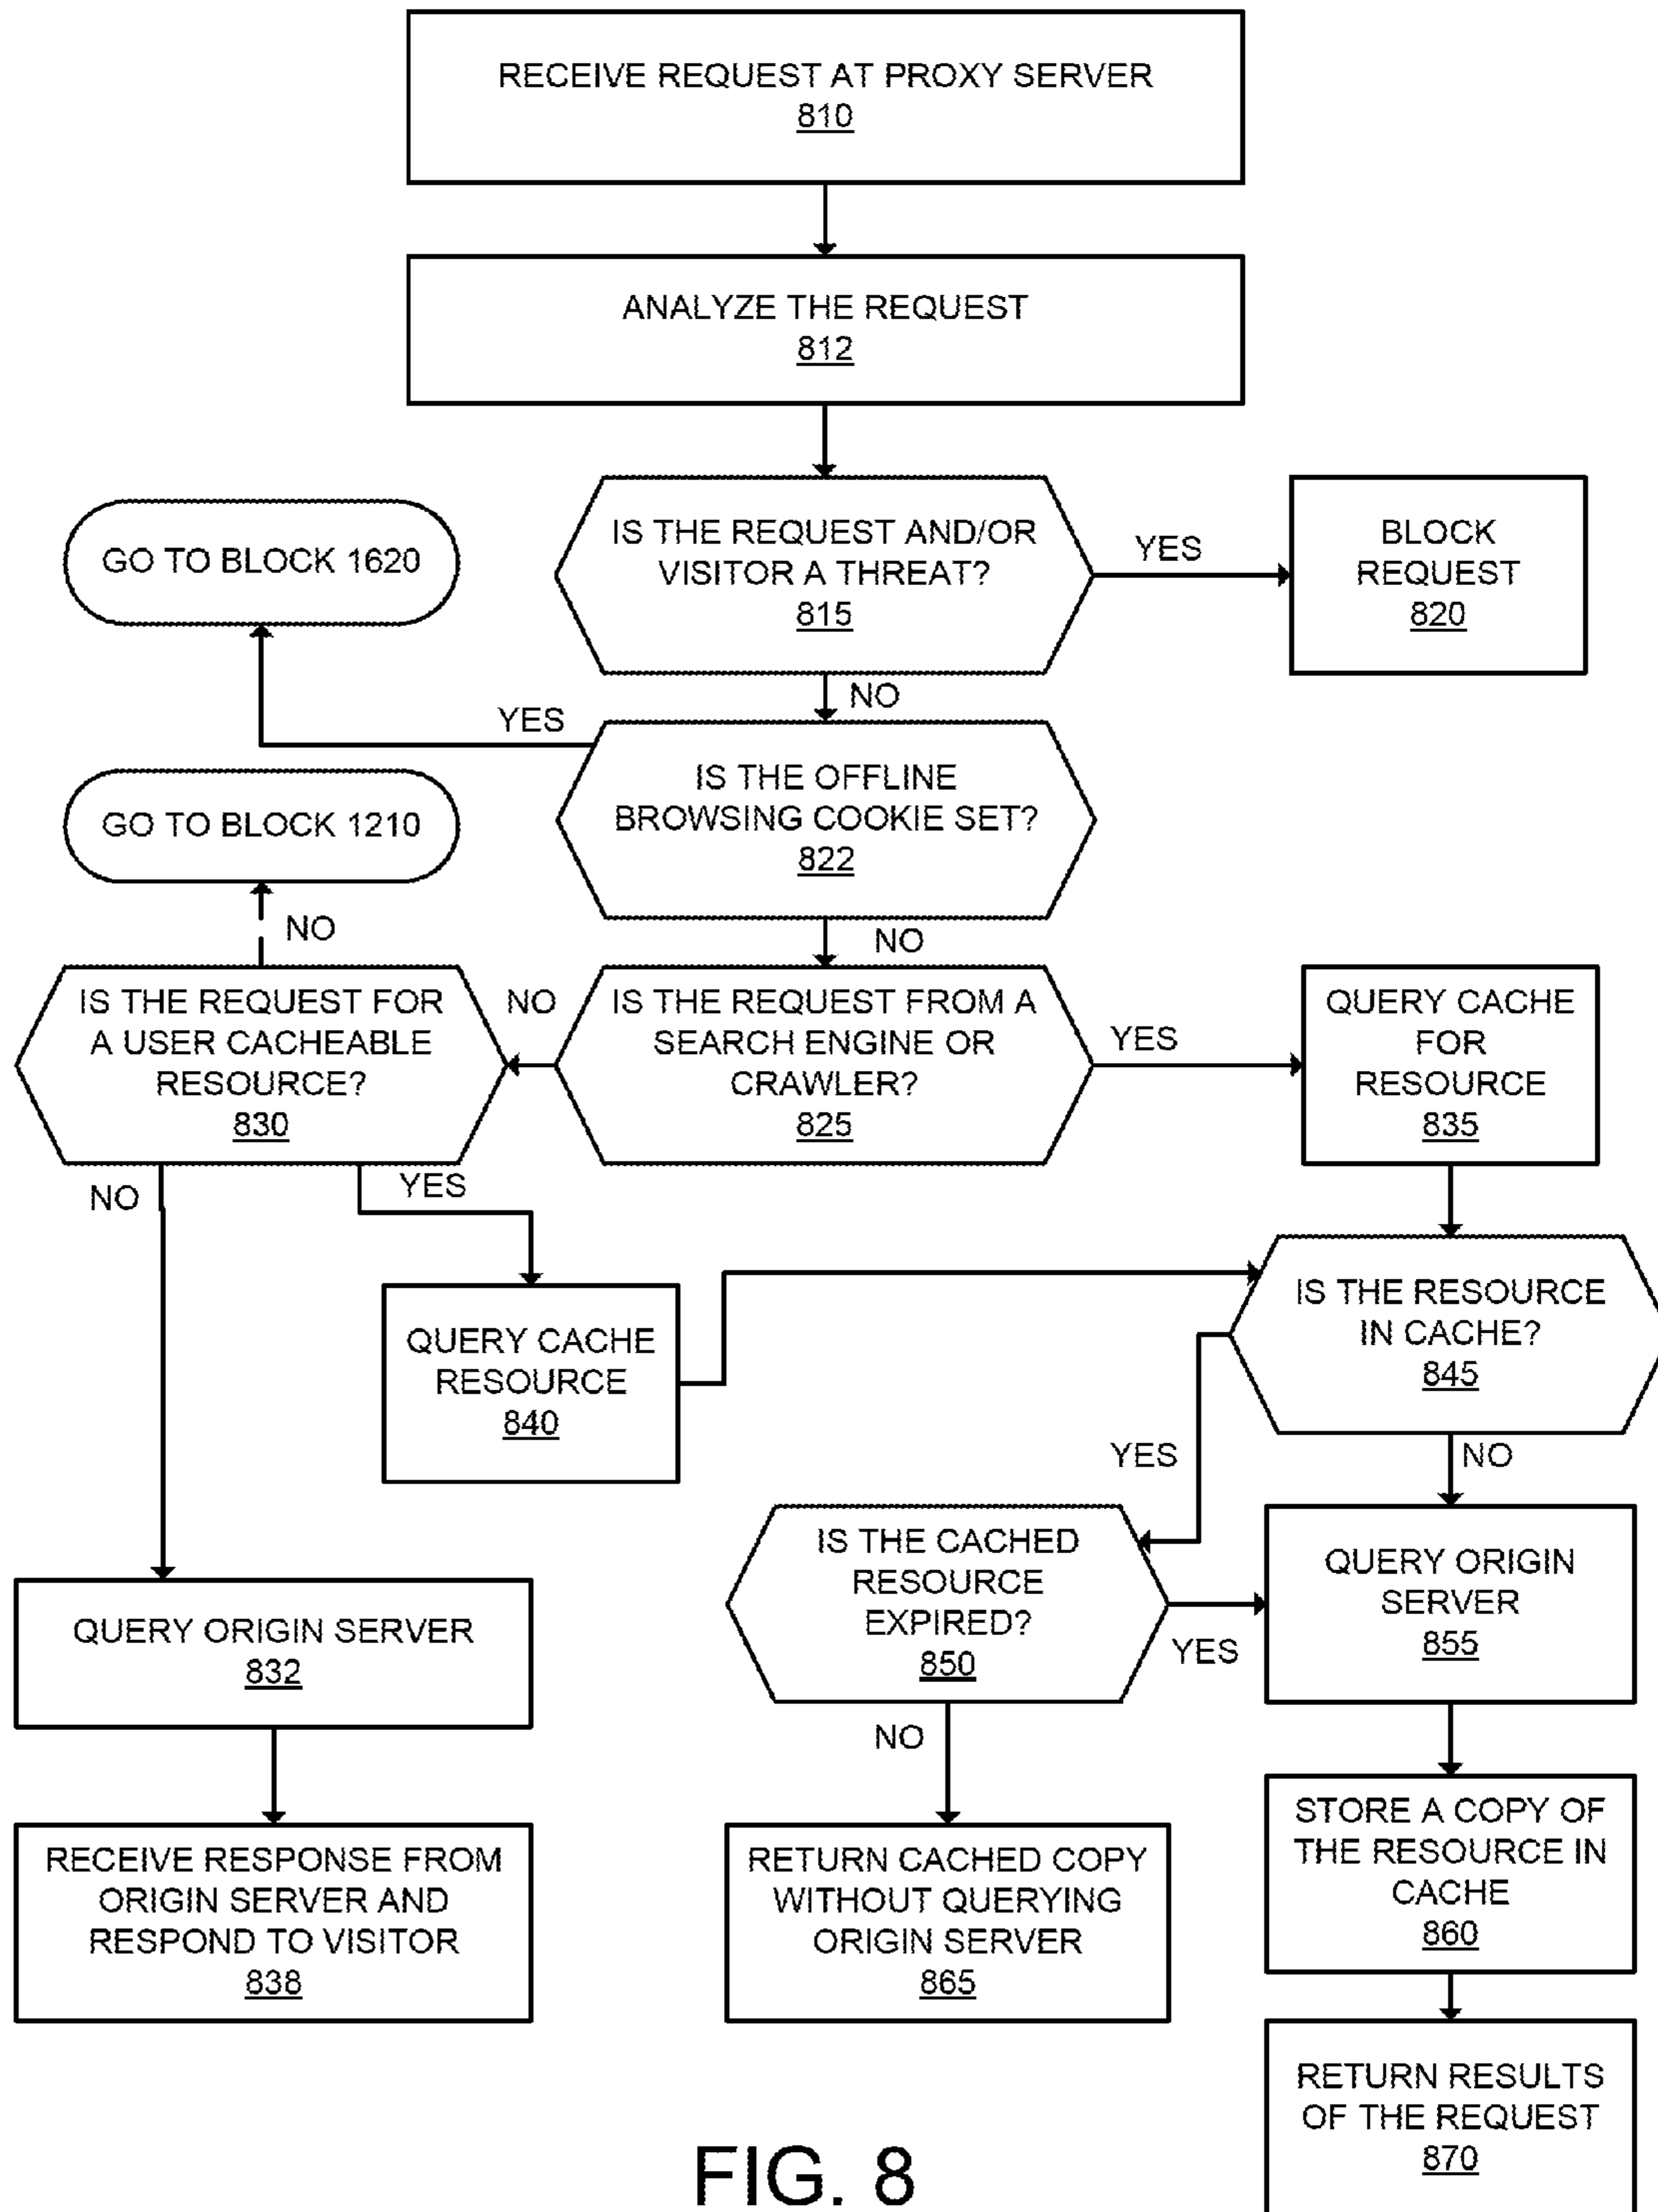 RECEIVE REQUEST AT PROXY SERVER
810
ANALYZE THE REQUEST
812
IS THE REQUEST AND/OR
VISITOR A THREAT?
815
YES
BLOCK
REQUEST
820
GO TO BLOCK 1620
NO
YES
IS THE OFFLINE
BROWSING COOKIE SET?
822
GO TO BLOCK 1210
NO
NO
IS THE REQUEST FOR
A USER CACHEABLE
RESOURCE?
830
NO
IS THE REQUEST FROM A
SEARCH ENGINE OR
CRAWLER?
825
YES
QUERY CACHE
FOR
RESOURCE
835
NO
YES
QUERY CACHE
RESOURCE
840
IS THE RESOURCE
IN CACHE?
845
YES
NO
IS THE CACHED
RESOURCE
EXPIRED?
850
YES
QUERY ORIGIN
SERVER
855
QUERY ORIGIN SERVER
832
NO
RECEIVE RESPONSE FROM
ORIGIN SERVER AND
RESPOND TO VISITOR
838
RETURN CACHED COPY
WITHOUT QUERYING
ORIGIN SERVER
865
STORE A COPY OF
THE RESOURCE IN
CACHE
860
RETURN RESULTS
OF THE REQUEST
870
FIG. 8